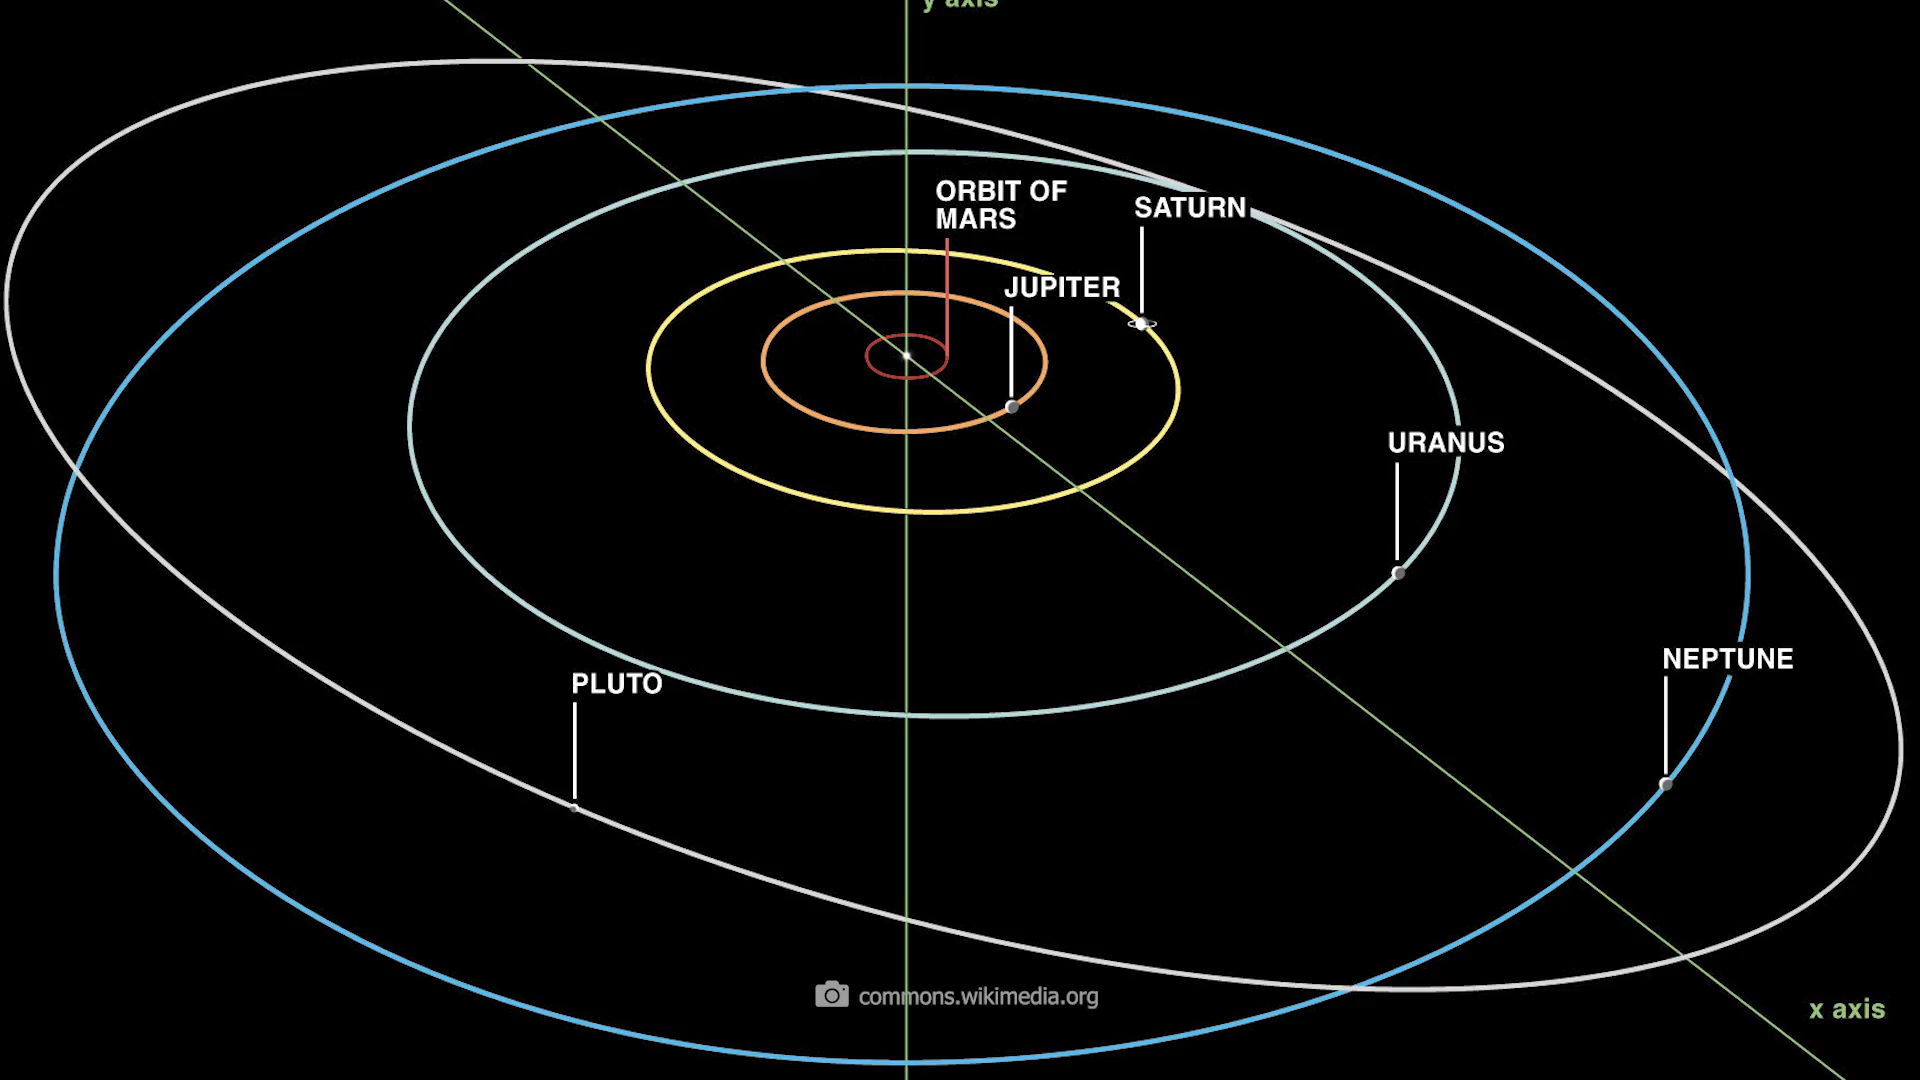 y axis
ORBIT OF
MARS
SATURN
JUPITER
URANUS
NEPTUNE
PLUTO
commons.wikimedia.org
x axis